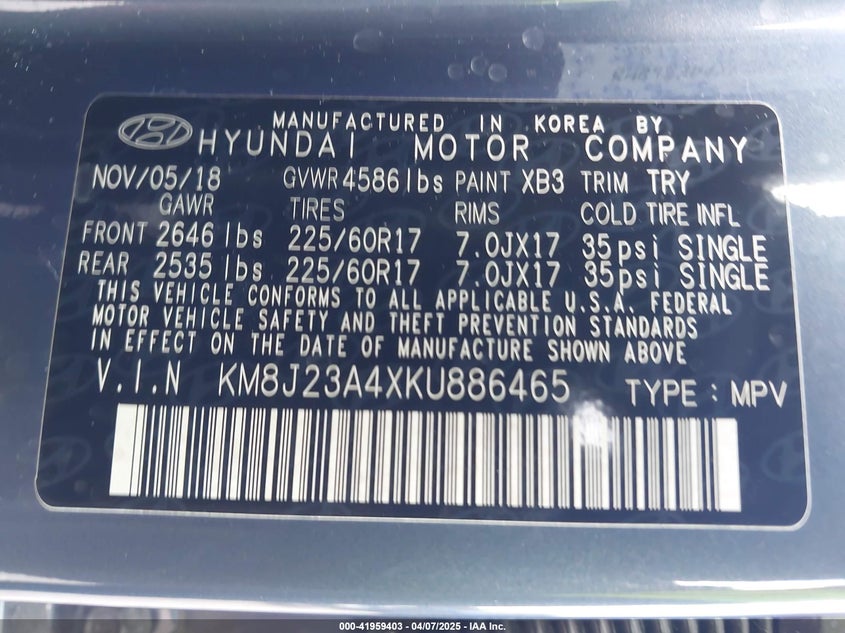 MANUFACTURED IN KOREA BY
HYUNDAI MOTOR COMPANY
NOV/05/18 GVWR 4586 lbs PAINT XB3 TRIM TRY
GAWR TIRES RIMS COLD TIRE INFL
FRONT 2646 lbs 225/60R17 7.0JX17 35psi SINGLE
REAR 2535 lbs 225/60R17 7.0JX17 35psi SINGLE
THIS VEHICLE CONFORMS TO ALL APPLICABLE U.S.A. FEDERAL
MOTOR VEHICLE SAFETY AND THEFT PREVENTION STANDARDS
IN EFFECT ON THE DATE OF MANUFACTURE SHOWN ABOVE
V.I.N KM8J23A4XKU886465 TYPE: MPV
000-41959403 - 04/07/2025 - IAA Inc.